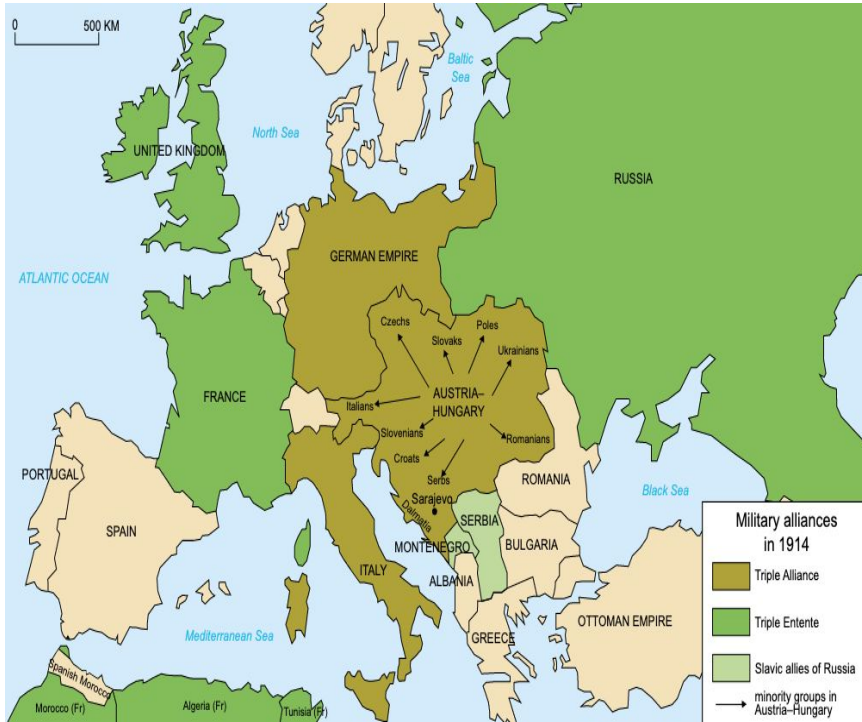 0 500 KM
Baltic
Sea
North Sea
UNITED KINGDOM
RUSSIA
ATLANTIC OCEAN
GERMAN EMPIRE
Czechs
Poles
Slovaks
Ukrainians
FRANCE
AUSTRIA–
HUNGARY
Italians
Slovenians
Romanians
Croats
Serbs
PORTUGAL
SPAIN
Sarajevo
Dalmatia
ROMANIA
Black Sea
SERBIA
MONTENEGRO
BULGARIA
ITALY
ALBANIA
GREECE
OTTOMAN EMPIRE
Mediterranean Sea
Spanish Morocco
Morocco (Fr)
Algeria (Fr)
Tunisia (Fr)
Military alliances
in 1914
Triple Alliance
Triple Entente
Slavic allies of Russia
minority groups in
Austria–Hungary